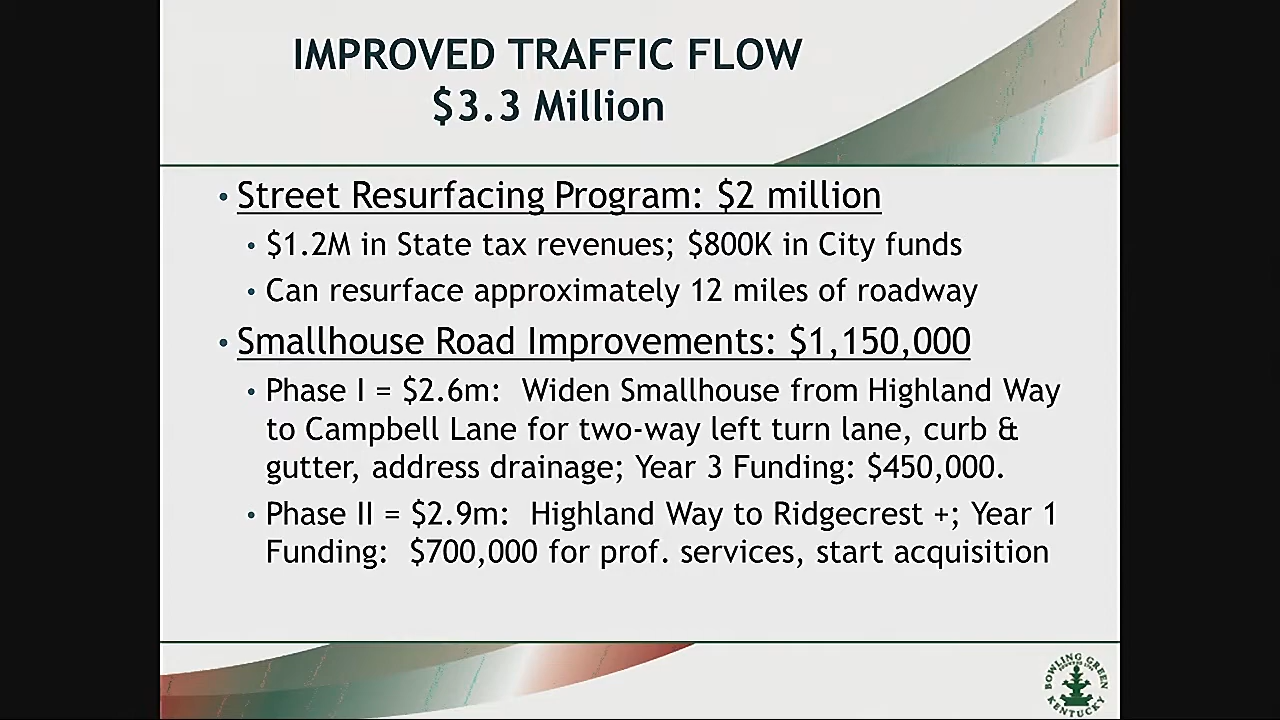 IMPROVED TRAFFIC FLOW
$3.3 Million
• Street Resurfacing Program: $2 million
• $1.2M in State tax revenues; $800K in City funds
• Can resurface approximately 12 miles of roadway
• Smallhouse Road Improvements: $1,150,000
• Phase I = $2.6m:  Widen Smallhouse from Highland Way
to Campbell Lane for two-way left turn lane, curb &
gutter, address drainage; Year 3 Funding: $450,000.
• Phase II = $2.9m:  Highland Way to Ridgecrest +; Year 1
Funding:  $700,000 for prof. services, start acquisition
BOWLING GREEN
KENTUCKY